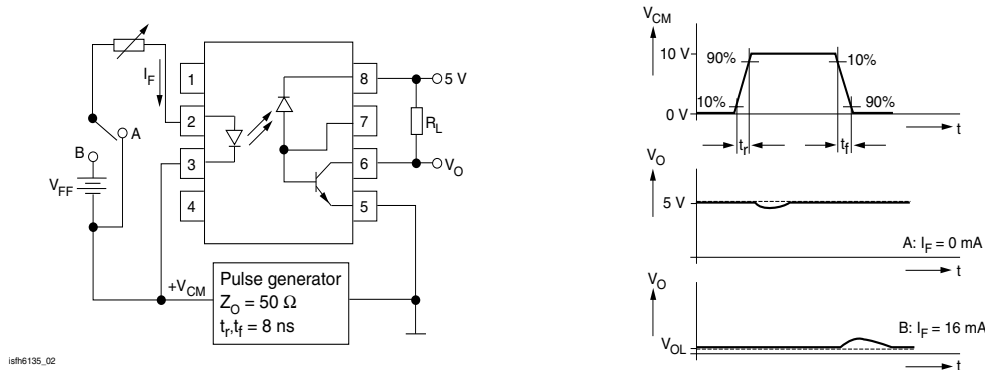 I_F
1
2
3
4
8
7
6
5
5 V
R_L
V_O
A
B
V_FF
+V_CM
Pulse generator
Z_O = 50 Ω
t_r,t_f = 8 ns
isfh6135_02
V_CM
10 V
90%
10%
10%
90%
0 V
t
t_r
t_f
V_O
5 V
A: I_F = 0 mA
t
V_O
B: I_F = 16 mA
V_OL
t